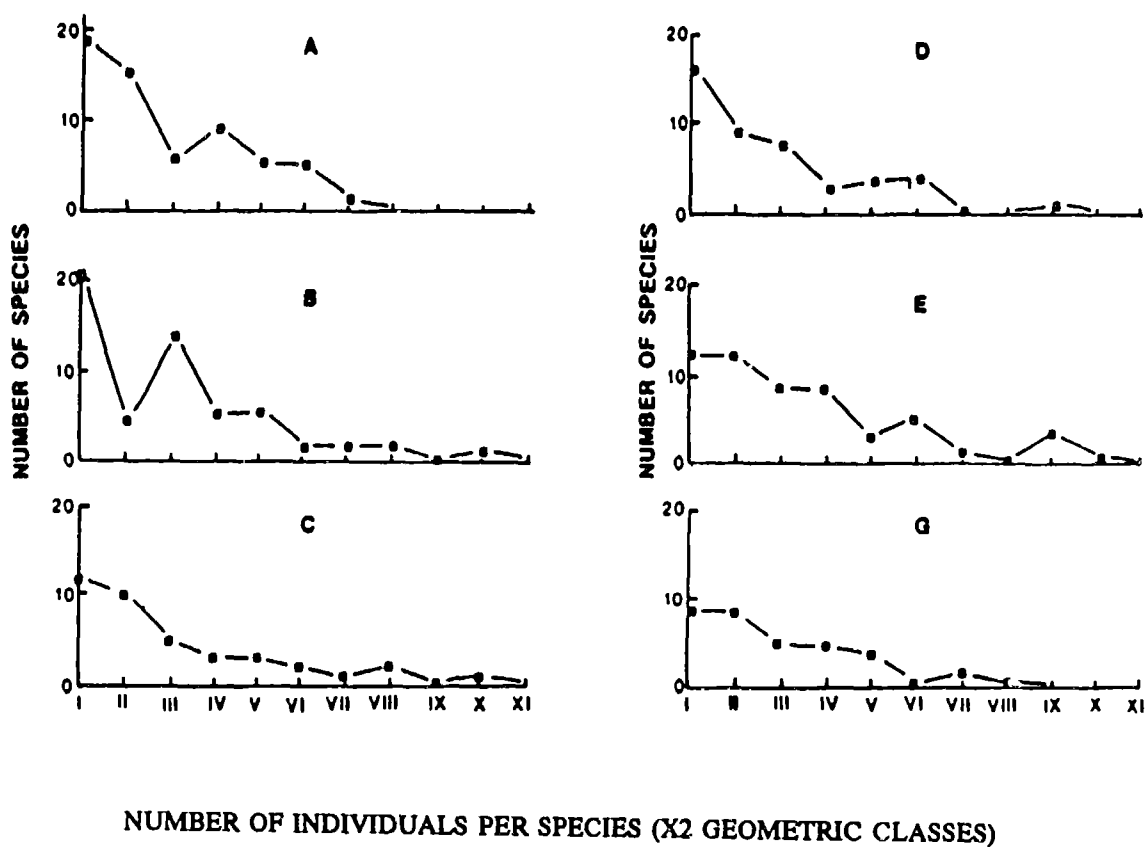 20
10
0
A
20
10
0
D
NUMBER OF SPECIES
20
10
0
B
NUMBER OF SPECIES
20
10
0
E
20
10
0
C
I II III IV V VI VII VIII IX X XI
20
10
0
G
I II III IV V VI VII VIII IX X XI
NUMBER OF INDIVIDUALS PER SPECIES (X2 GEOMETRIC CLASSES)